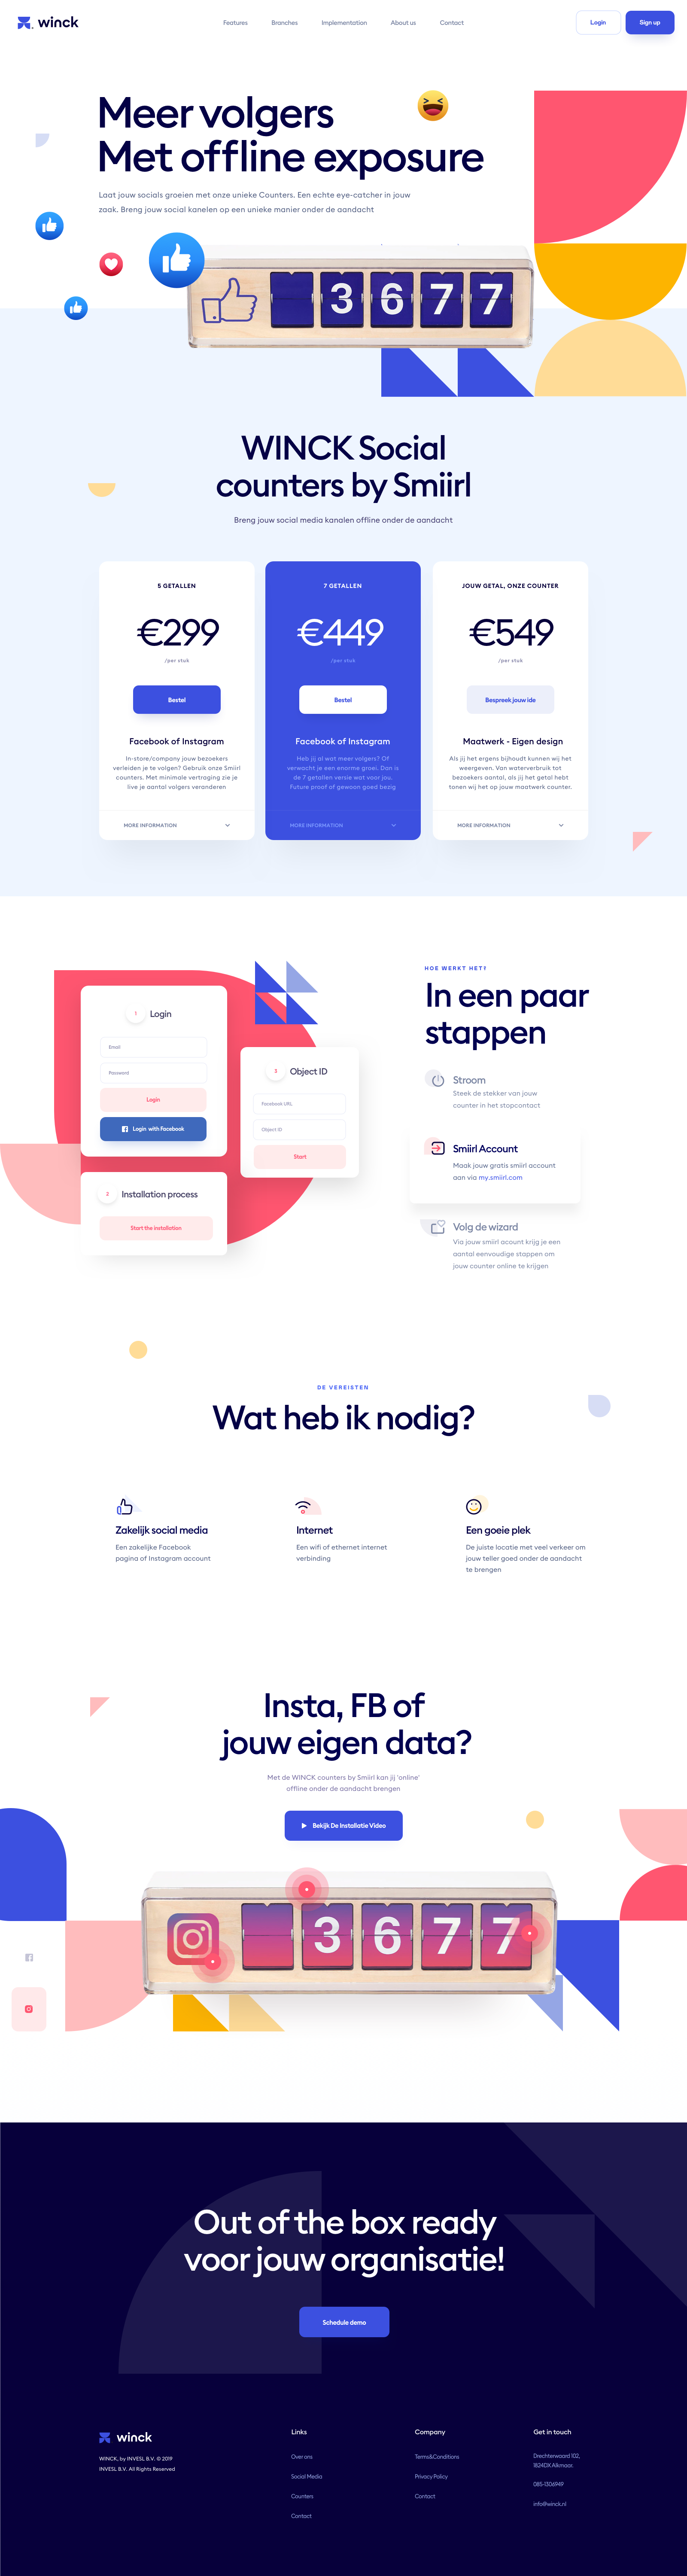 winck
Features
Branches
Implementation
About us
Contact
Login
Sign up
Meer volgers
Met offline exposure
Laat jouw socials groeien met onze unieke Counters. Een echte eye-catcher in jouw
zaak. Breng jouw social kanalen op een unieke manier onder de aandacht
3 6 7 7
WINCK Social
counters by Smiirl
Breng jouw social media kanalen offline onder de aandacht
5 GETALLEN
€299
/per stuk
Bestel
Facebook of Instagram
In-store/company jouw bezoekers
verleiden je te volgen? Gebruik onze Smiirl
counters. Met minimale vertraging zie je
live je aantal volgers veranderen
MORE INFORMATION
7 GETALLEN
€449
/per stuk
Bestel
Facebook of Instagram
Heb jij al wat meer volgers? Of
verwacht je een enorme groei. Dan is
de 7 getallen versie wat voor jou,
future proof of gewoon goed bezig
MORE INFORMATION
JOUW GETAL, ONZE COUNTER
€549
/per stuk
Bespreek jouw ide
Maatwerk - Eigen design
Als jij het ergens bijhoudt kunnen wij het
weergeven. Van waterverbruik tot
bezoekers aantal, als jij het getal hebt
tonen wij het op jouw maatwerk counter.
MORE INFORMATION
1 Login
Email
Password
Login
Login with Facebook
2 Installation process
Start the installation
3 Object ID
Facebook URL
Object ID
Start
HOE WERKT HET?
In een paar
stappen
Stroom
Steek de stekker van jouw
counter in het stopcontact
Smiirl Account
Maak jouw gratis smiirl account
aan via my.smiirl.com
Volg de wizard
Via jouw smiirl acount krijg je een
aantal eenvoudige stappen om
jouw counter online te krijgen
DE VEREISTEN
Wat heb ik nodig?
Zakelijk social media
Een zakelijke Facebook
pagina of Instagram account
Internet
Een wifi of ethernet internet
verbinding
Een goeie plek
De juiste locatie met veel verkeer om
jouw teller goed onder de aandacht
te brengen
Insta, FB of
jouw eigen data?
Met de WINCK counters by Smiirl kan jij 'online'
offline onder de aandacht brengen
Bekijk De Installatie Video
3 6 7 7
Out of the box ready
voor jouw organisatie!
Schedule demo
winck
WINCK, by INVESL B.V. © 2019
INVESL B.V. All Rights Reserved
Links
Over ons
Social Media
Counters
Contact
Company
Terms&Conditions
Privacy Policy
Contact
Get in touch
Drechterwaard 102,
1824DX Alkmaar.
085-1306949
info@winck.nl